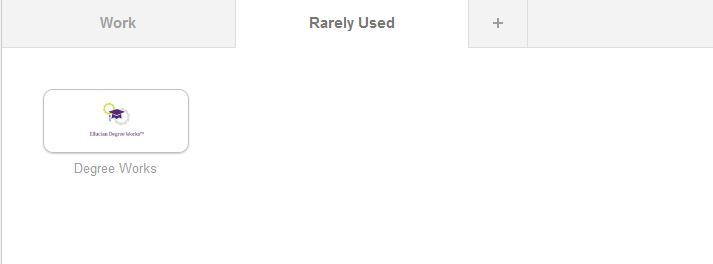 Work
Rarely Used
+
Ellucian Degree Works™
Degree Works